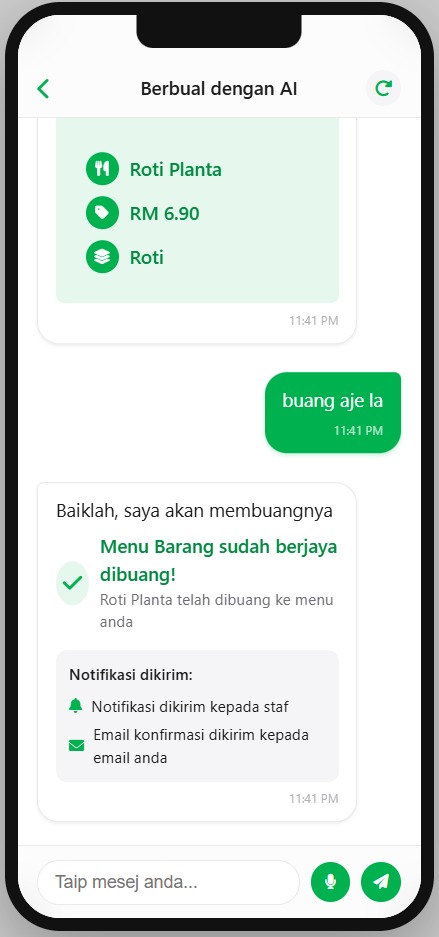 Berbual dengan AI
Roti Planta
RM 6.90
Roti
11:41 PM
buang aje la
11:41 PM
Baiklah, saya akan membuangnya
Menu Barang sudah berjaya
dibuang!
Roti Planta telah dibuang ke menu
anda
Notifikasi dikirim:
Notifikasi dikirim kepada staf
Email konfirmasi dikirim kepada
email anda
11:41 PM
Taip mesej anda...